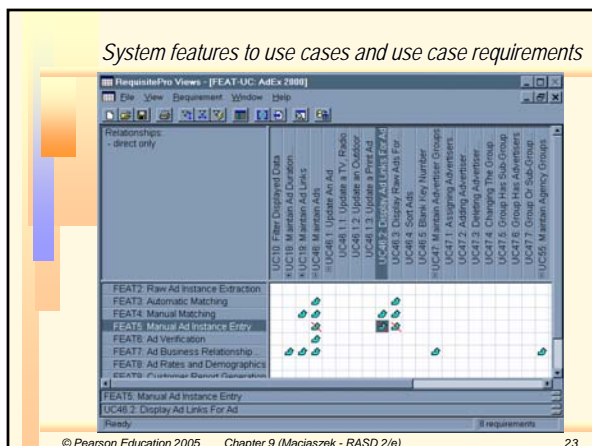 System features to use cases and use case requirements
RequisitePro Views - [FEAT-UC: AdEx 2000]
File View Requirement Window Help
Relationships:
- direct only
UC10: Filter Displayed Data
UC18: Maintain Ad Duration
UC19: Maintain Ad Links
UC46: Maintain Ads
UC46.1: Update An Ad
UC46.1.1: Update a TV, Radio
UC46.1.2: Update an Outdoor
UC46.1.3: Update a Print Ad
UC46.2: Display Ad Links For Ad
UC46.3: Display Raw Ads For...
UC46.4: Sort Ads
UC46.5: Blank Key Number
UC47: Maintain Advertiser Groups
UC47.1: Assigning Advertisers
UC47.2: Adding Advertiser...
UC47.3: Deleting Advertiser...
UC47.4: Changing The Group...
UC47.5: Group Has Sub-Group
UC47.6: Group Has Advertisers
UC47.7: Group Or Sub-Group...
UC55: Maintain Agency Groups
FEAT2: Raw Ad Instance Extraction
FEAT3: Automatic Matching
FEAT4: Manual Matching
FEAT5: Manual Ad Instance Entry
FEAT6: Ad Verification
FEAT7: Ad Business Relationship...
FEAT8: Ad Rates and Demographics
FEAT9: Customer Report Generation
FEAT5: Manual Ad Instance Entry
UC46.2: Display Ad Links For Ad
Ready
requirements
© Pearson Education 2005 Chapter 9 (Maciaszek - RASD 2/e) 23